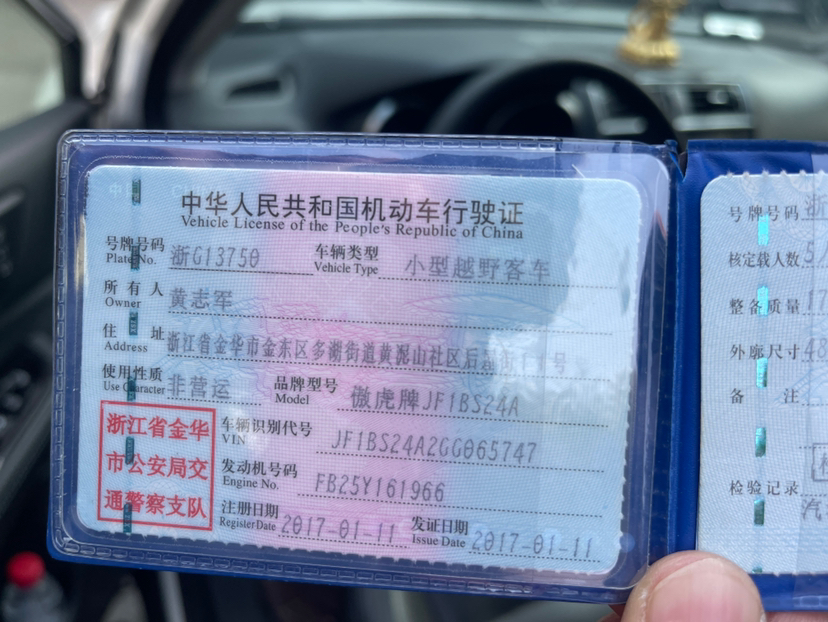 中华人民共和国机动车行驶证
Vehicle License of the People's Republic of China
号牌号码 浙G13750 车辆类型 小型越野客车
Plate No. Vehicle Type
所有人 黄志军
Owner
住址 浙江省金华市金东区多湖街道黄泥山社区后 街11号
Address
使用性质 非营运 品牌型号 傲虎牌JF1BS24A
Use Character Model
浙江省金华
市公安局交
通警察支队
车辆识别代号 JF1BS24A2GG065747
VIN
发动机号码 FB25Y161966
Engine No.
注册日期 2017-01-11 发证日期 2017-01-11
Register Date Issue Date
号牌号码 浙
核定载人数 5
整备质量 17
外廓尺寸 48
备注
检验记录
汽